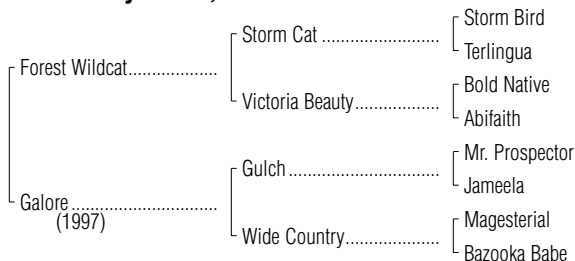 Storm Bird
Storm Cat ..........................
Terlingua
Forest Wildcat....................
Bold Native
Victoria Beauty...................
Abifaith
Mr. Prospector
Gulch .................................
Jameela
Galore .................................
(1997)
Magesterial
Wide Country.....................
Bazooka Babe